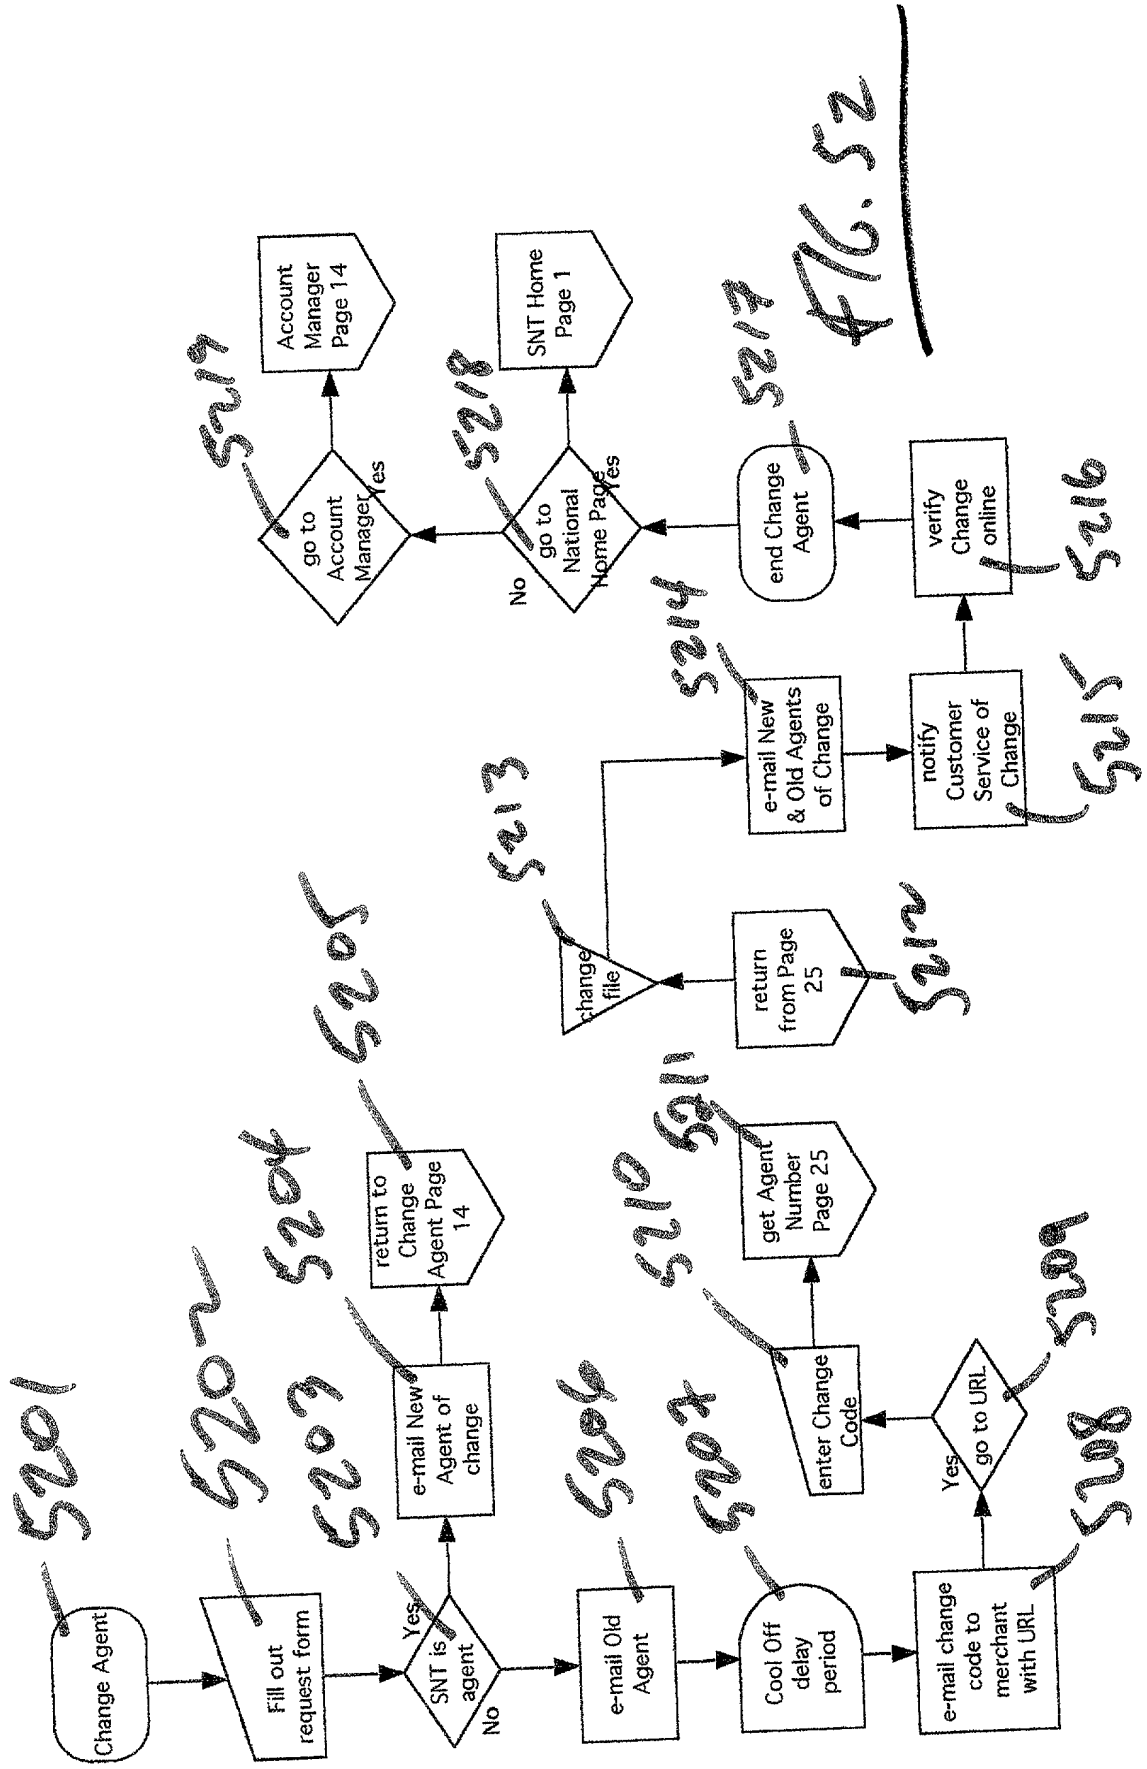 5201
Change Agent
5202
Fill out
request form
5203
SNT is
agent
Yes
No
5204
e-mail New
Agent of
change
5205
return to
Change
Agent Page
14
5206
e-mail Old
Agent
5207
Cool Off
delay
period
5208
e-mail change
code to
merchant
with URL
5209
go to URL
Yes
5210
enter Change
Code
5211
get Agent
Number
Page 25
5212
return
from Page
25
5213
change
file
5214
e-mail New
& Old Agents
of Change
5215
notify
Customer
Service of
Change
5216
verify
Change
online
5217
end Change
Agent
5218
go to
National
Home Page
Yes
No
SNT Home
Page 1
5219
go to
Account
Manager
Yes
Account
Manager
Page 14
FIG. 52